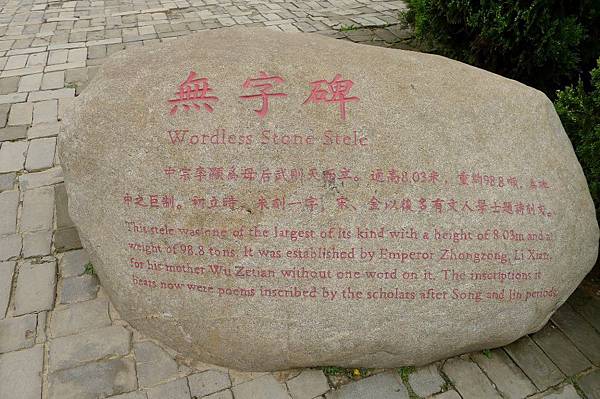 無字碑
Wordless Stone Stele
中宗李顯為母后武則天而立。通高8.03米，重約98.8噸，為碑
中之巨制。初立時，未刻一字；宋、金以後多有文人學士題詩刻文。
This stele was one of the largest of its kind with a height of 8.03m and a
weight of 98.8 tons. It was established by Emperor Zhongzong, Li Xian,
for his mother Wu Zetian without one word on it. The inscriptions it
bears now were poems inscribed by the scholars after Song and Jin periods.